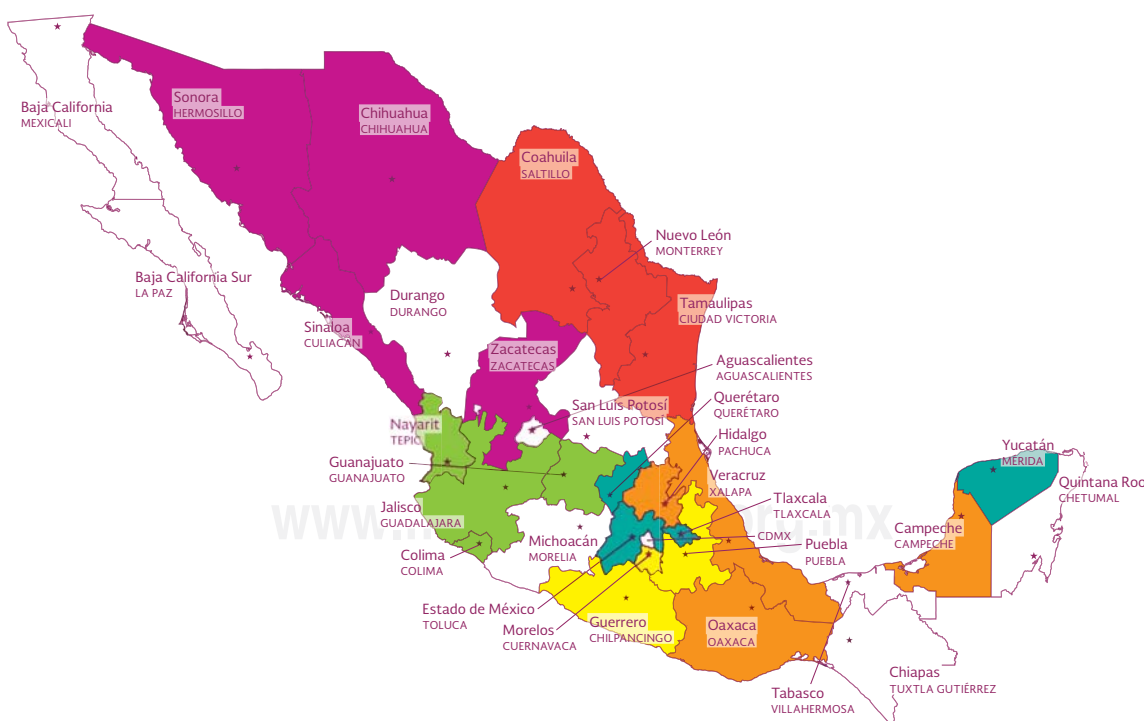 Baja California
MEXICALI
Sonora
HERMOSILLO
Chihuahua
CHIHUAHUA
Coahuila
SALTILLO
Nuevo León
MONTERREY
Baja California Sur
LA PAZ
Durango
DURANGO
Tamaulipas
CIUDAD VICTORIA
Sinaloa
CULIACÁN
Zacatecas
ZACATECAS
Aguascalientes
AGUASCALIENTES
San Luis Potosí
SAN LUIS POTOSÍ
Querétaro
QUERÉTARO
Nayarit
TEPIC
Hidalgo
PACHUCA
Yucatán
MÉRIDA
Guanajuato
GUANAJUATO
Veracruz
XALAPA
Quintana Roo
CHETUMAL
Jalisco
GUADALAJARA
Tlaxcala
TLAXCALA
www.
rg.mx
Campeche
CAMPECHE
Michoacán
MORELIA
CDMX
Puebla
PUEBLA
Colima
COLIMA
Estado de México
TOLUCA
Guerrero
CHILPANCINGO
Morelos
CUERNAVACA
Oaxaca
OAXACA
Chiapas
TUXTLA GUTIÉRREZ
Tabasco
VILLAHERMOSA